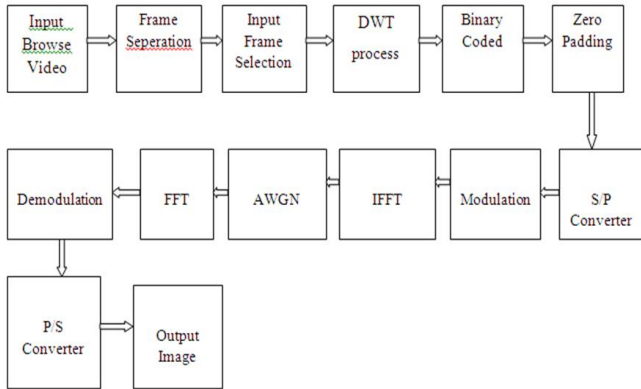 Input
Browse
Video
Frame
Seperation
Input
Frame
Selection
DWT
process
Binary
Coded
Zero
Padding
S/P
Converter
Modulation
IFFT
AWGN
FFT
Demodulation
P/S
Converter
Output
Image